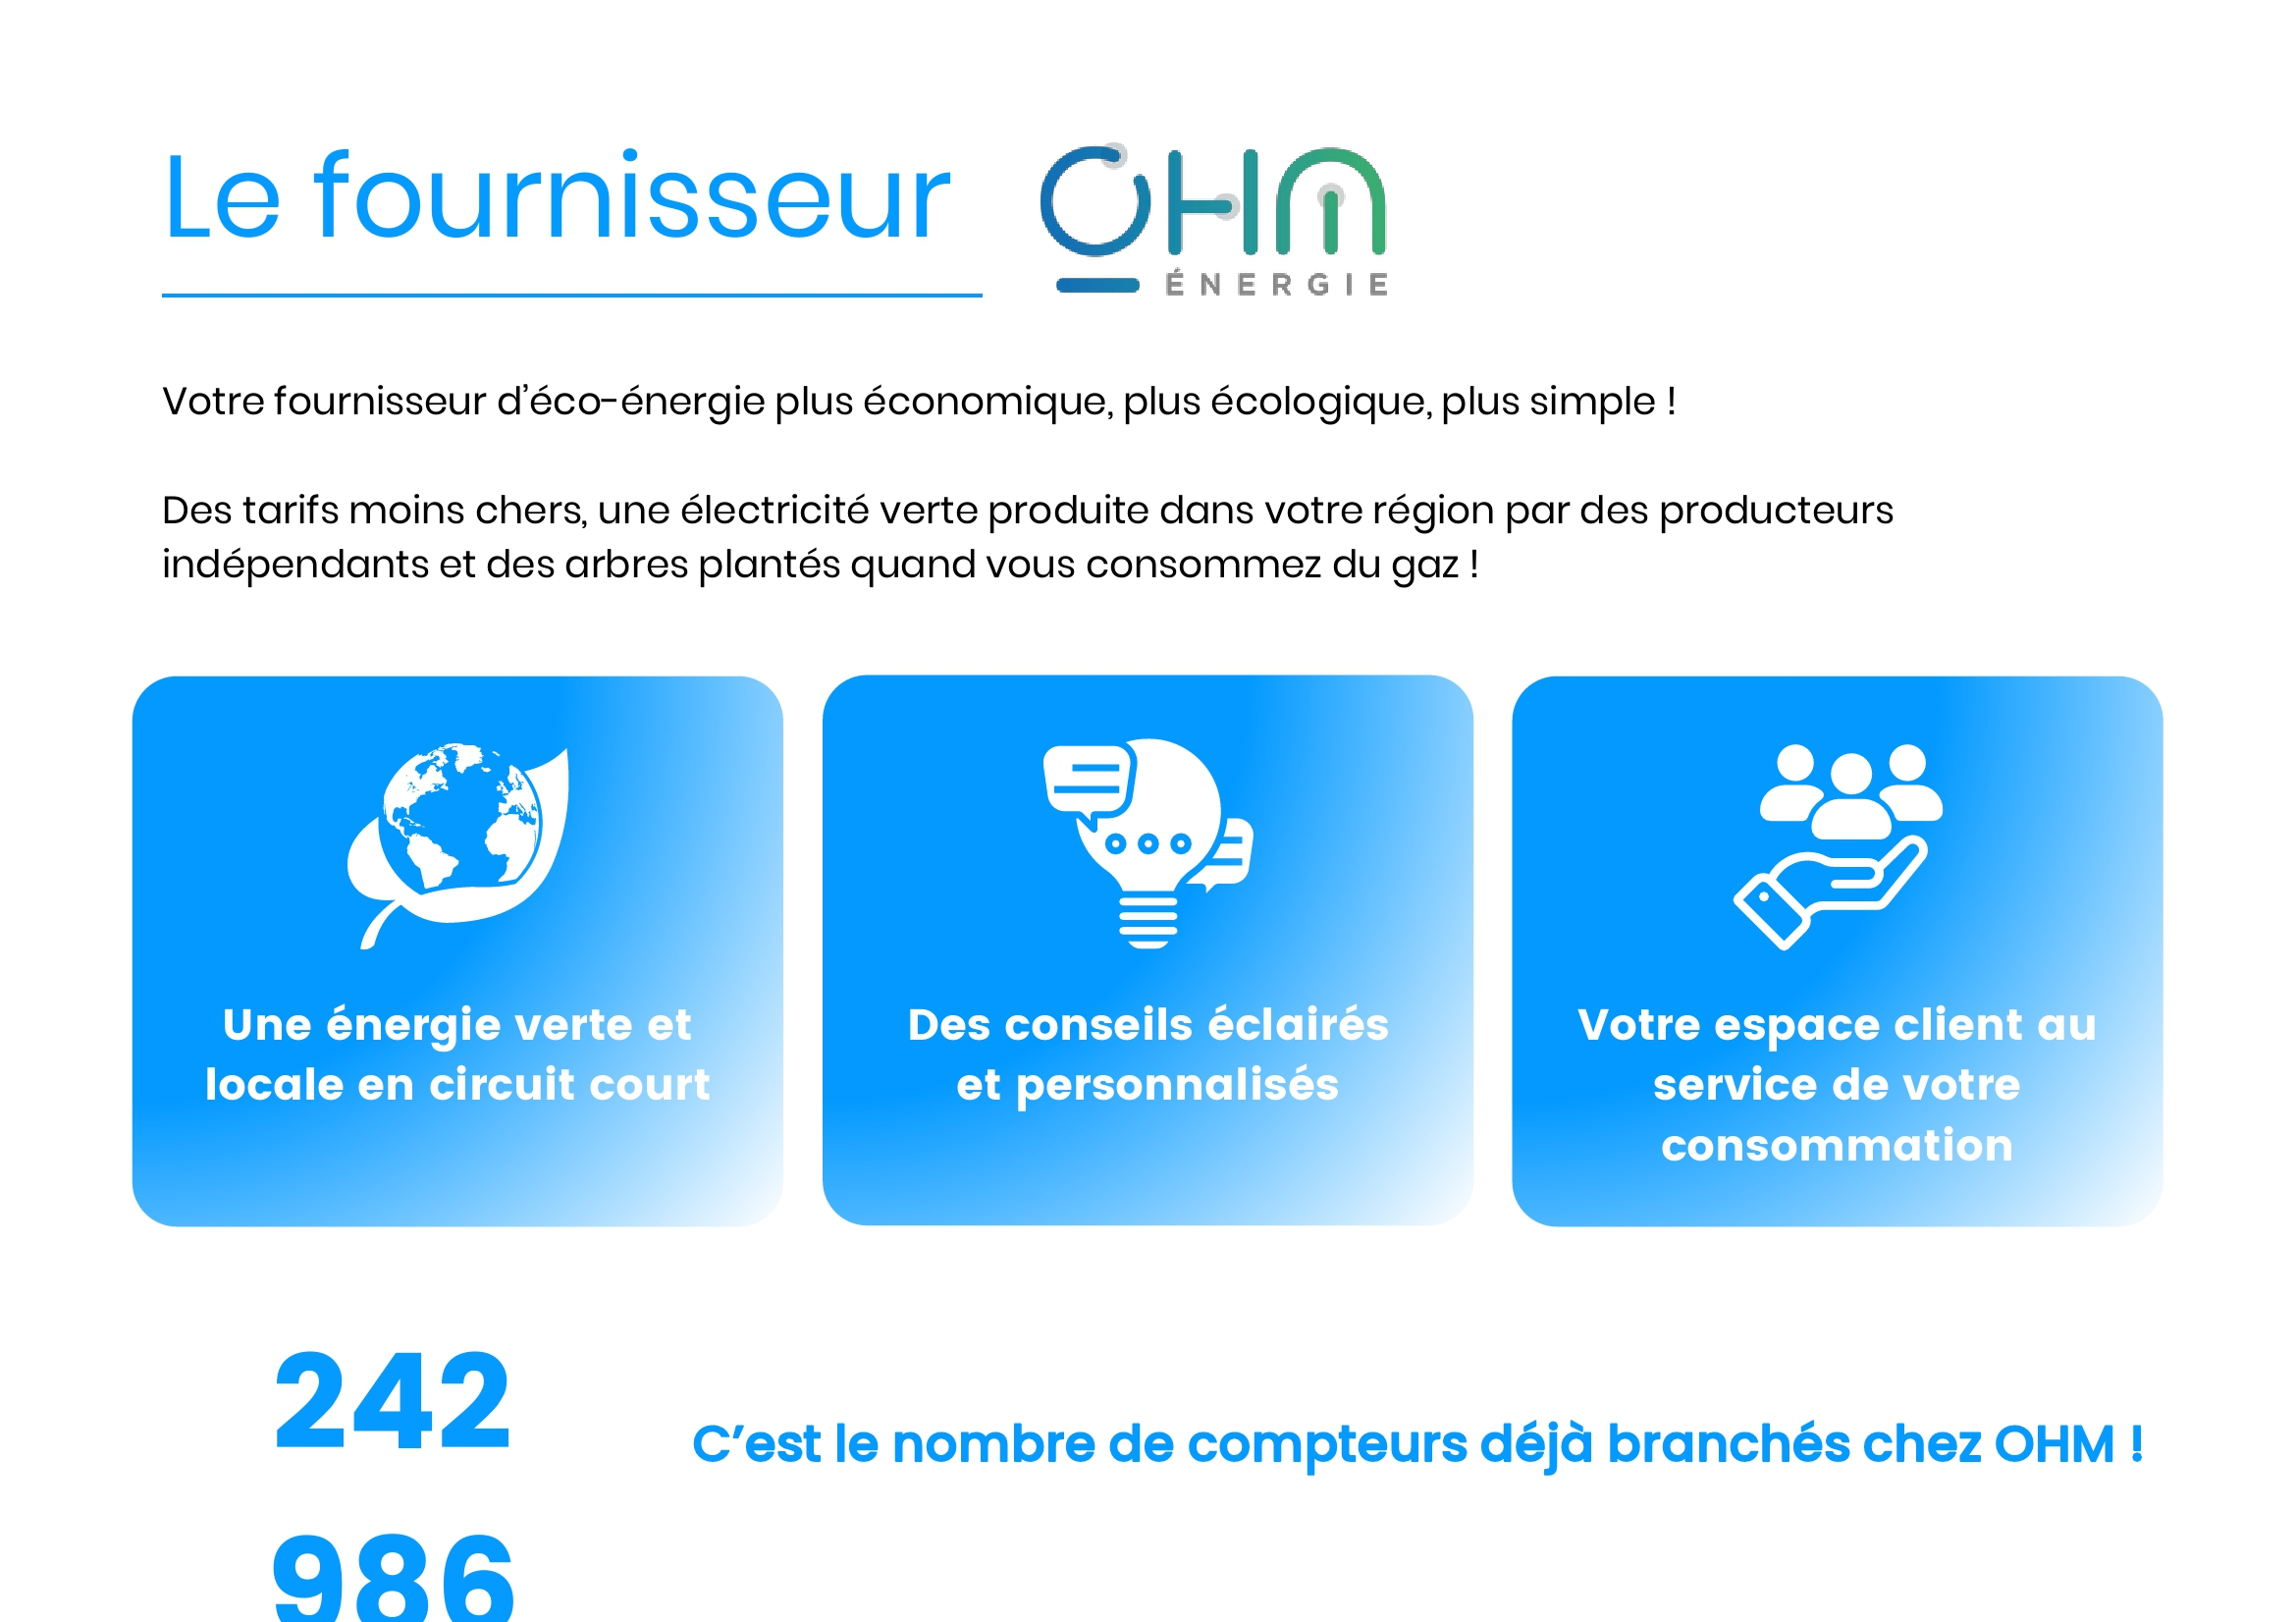 Le fournisseur
OHM
ÉNERGIE
Votre fournisseur d’éco-énergie plus économique, plus écologique, plus simple !
Des tarifs moins chers, une électricité verte produite dans votre région par des producteurs
indépendants et des arbres plantés quand vous consommez du gaz !
Une énergie verte et
locale en circuit court
Des conseils éclairés
et personnalisés
Votre espace client au
service de votre
consommation
242
986
C’est le nombre de compteurs déjà branchés chez OHM !